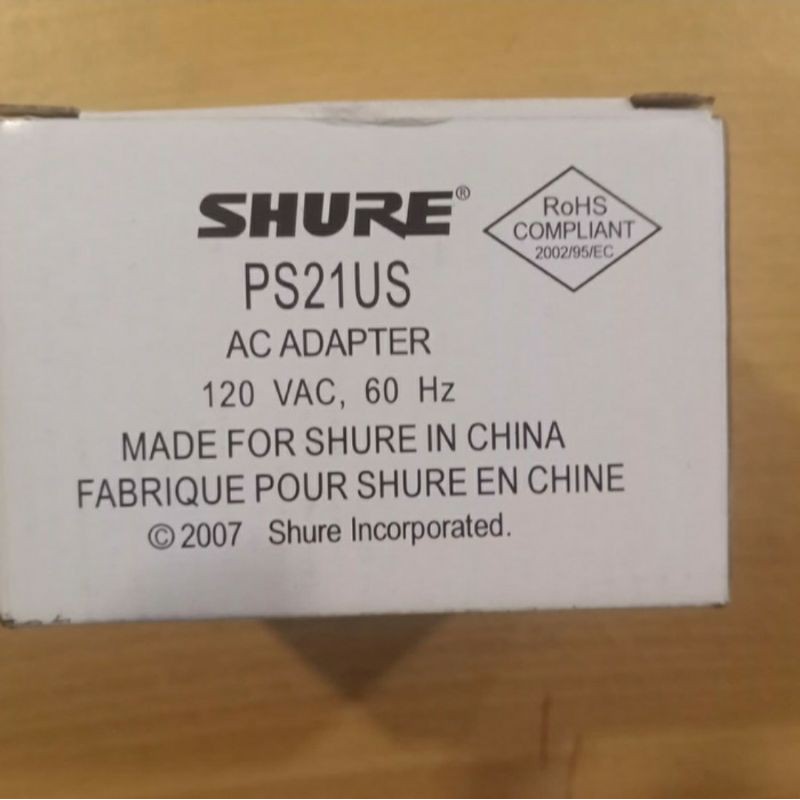 SHURE®
RoHS
COMPLIANT
2002/95/EC
PS21US
AC ADAPTER
120 VAC, 60 Hz
MADE FOR SHURE IN CHINA
FABRIQUE POUR SHURE EN CHINE
©2007 Shure Incorporated.